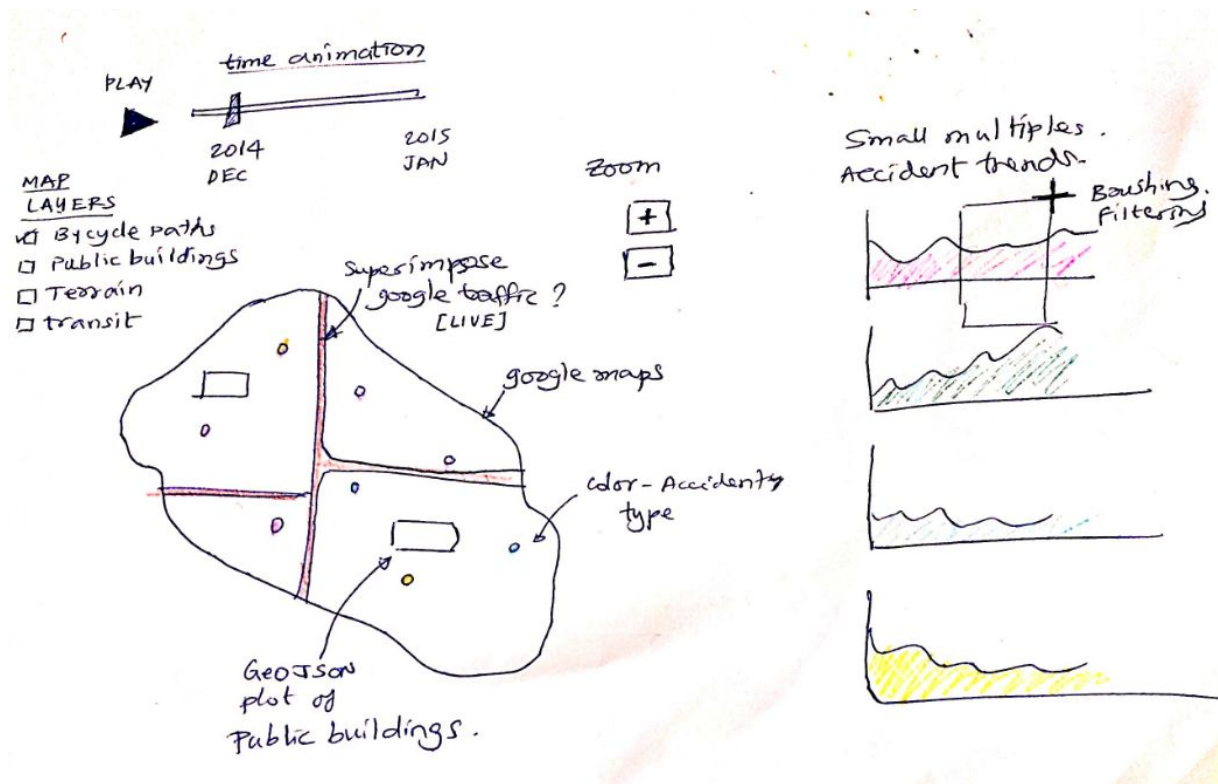 time animation
PLAY
2014
DEC
2015
JAN
MAP
LAYERS
Bycycle paths
Public buildings
Terrain
transit
Zoom
+
-
Superimpose
google traffic ?
[LIVE]
google maps
color - Accidenty
type
GeoJSON
plot of
Public buildings.
Small multiples.
Accident trends.
Brushing.
Filtering